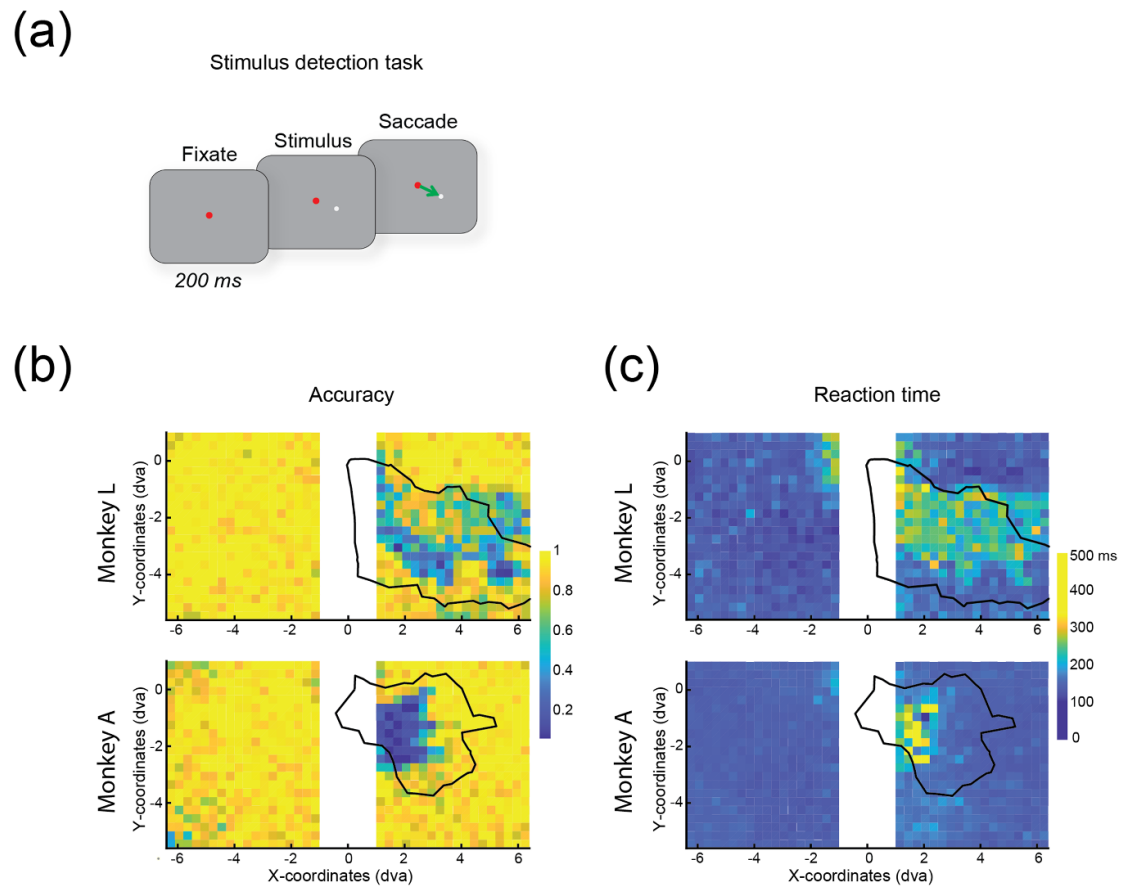 (a)
Stimulus detection task
Fixate
Stimulus
Saccade
200 ms
(b)
Accuracy
Monkey L
Y-coordinates (dva)
0
-2
-4
-6 -4 -2 0 2 4 6
Monkey A
Y-coordinates (dva)
0
-2
-4
-6 -4 -2 0 2 4 6
X-coordinates (dva)
1
0.8
0.6
0.4
0.2
(c)
Reaction time
Monkey L
Y-coordinates (dva)
0
-2
-4
-6 -4 -2 0 2 4 6
Monkey A
Y-coordinates (dva)
0
-2
-4
-6 -4 -2 0 2 4 6
X-coordinates (dva)
500 ms
400
300
200
100
0